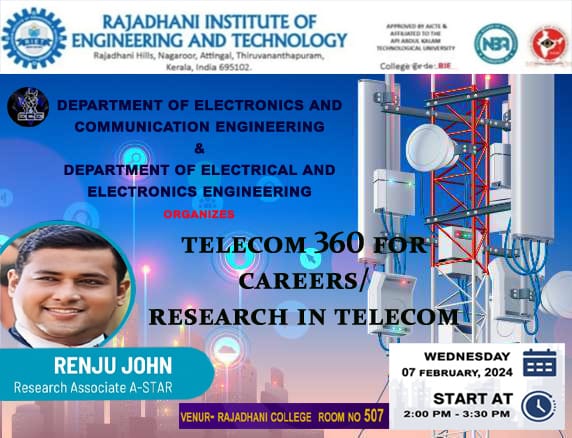 RAJADHANI INSTITUTE OF
ENGINEERING AND TECHNOLOGY
Rajadhani Hills, Nagaroor, Attingal, Thiruvananthapuram,
Kerala, India 695102.
APPROVED BY AICTE &
AFFILIATED TO THE
APJ ABDUL KALAM
TECHNOLOGICAL UNIVERSITY
College Code: RIE
RIET
NBA
DEPARTMENT OF ELECTRONICS AND
COMMUNICATION ENGINEERING
&
DEPARTMENT OF ELECTRICAL AND
ELECTRONICS ENGINEERING
ORGANIZES
TELECOM 360 FOR
CAREERS/
RESEARCH IN TELECOM
RENJU JOHN
Research Associate A-STAR
WEDNESDAY
07 FEBRUARY, 2024
START AT
2:00 PM - 3:30 PM
VENUR- RAJADHANI COLLEGE ROOM NO 507